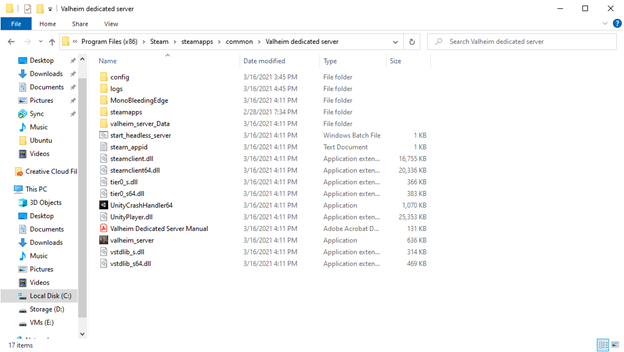 Valheim dedicated server
File Home Share View
« Program Files (x86) > Steam > steamapps > common > Valheim dedicated server
Search Valheim dedicated server
Name Date modified Type Size
Desktop
Downloads
Documents
Pictures
Sync
Music
Ubuntu
Videos
Creative Cloud Fil
This PC
3D Objects
Desktop
Documents
Downloads
Music
Pictures
Videos
Local Disk (C:)
Storage (D:)
VMs (E:)
config 3/16/2021 3:45 PM File folder
logs 3/16/2021 4:45 PM File folder
MonoBleedingEdge 3/16/2021 4:11 PM File folder
steamapps 2/28/2021 7:34 PM File folder
valheim_server_Data 3/16/2021 4:11 PM File folder
start_headless_server 3/16/2021 4:11 PM Windows Batch File 1 KB
steam_appid 3/16/2021 4:11 PM Text Document 1 KB
steamclient.dll 3/16/2021 4:11 PM Application exten... 16,755 KB
steamclient64.dll 3/16/2021 4:11 PM Application exten... 20,336 KB
tier0_s.dll 3/16/2021 4:11 PM Application exten... 366 KB
tier0_s64.dll 3/16/2021 4:11 PM Application exten... 383 KB
UnityCrashHandler64 3/16/2021 4:11 PM Application 1,070 KB
UnityPlayer.dll 3/16/2021 4:11 PM Application exten... 25,353 KB
Valheim Dedicated Server Manual 3/16/2021 4:11 PM Adobe Acrobat D... 131 KB
valheim_server 3/16/2021 4:11 PM Application 636 KB
vstdlib_s.dll 3/16/2021 4:11 PM Application exten... 314 KB
vstdlib_s64.dll 3/16/2021 4:11 PM Application exten... 469 KB
17 items